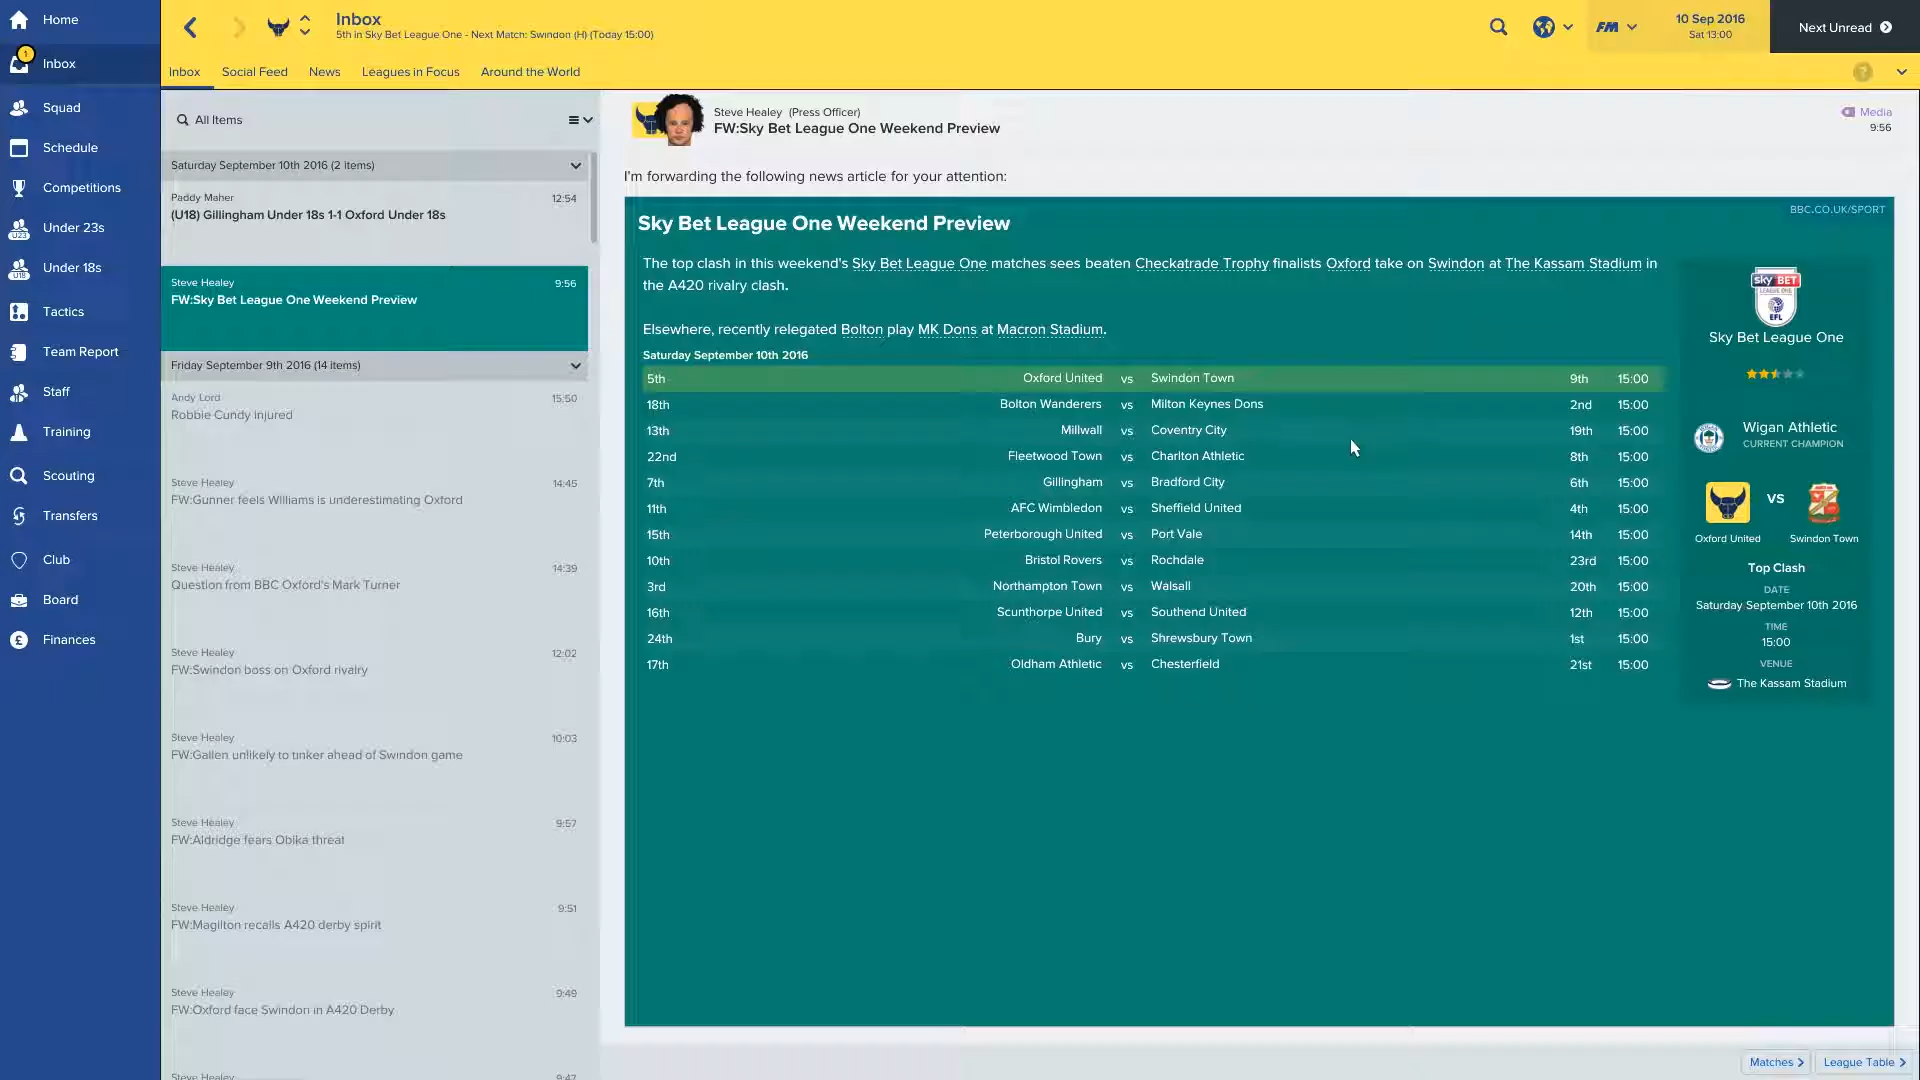 Home
Inbox
1
Squad
Schedule
Competitions
Under 23s
Under 18s
Tactics
Team Report
Staff
Training
Scouting
Transfers
Club
Board
Finances
Inbox
5th in Sky Bet League One - Next Match: Swindon (H) (Today 15:00)
FM
10 Sep 2016
Sat 13:00
Next Unread
Inbox Social Feed News Leagues in Focus Around the World
All Items
Saturday September 10th 2016 (2 items)
Paddy Maher 12:54
(U18) Gillingham Under 18s 1-1 Oxford Under 18s
Steve Healey 9:56
FW:Sky Bet League One Weekend Preview
Friday September 9th 2016 (14 items)
Andy Lord 15:50
Robbie Cundy injured
Steve Healey 14:45
FW:Gunner feels Williams is underestimating Oxford
Steve Healey 14:39
Question from BBC Oxford's Mark Turner
Steve Healey 12:02
FW:Swindon boss on Oxford rivalry
Steve Healey 10:03
FW:Gallen unlikely to tinker ahead of Swindon game
Steve Healey 9:57
FW:Aldridge fears Obika threat
Steve Healey 9:51
FW:Magilton recalls A420 derby spirit
Steve Healey 9:49
FW:Oxford face Swindon in A420 Derby
Steve Healey 9:47
Steve Healey (Press Officer)
FW:Sky Bet League One Weekend Preview
Media
9:56
I'm forwarding the following news article for your attention:
BBC.CO.UK/SPORT
Sky Bet League One Weekend Preview
The top clash in this weekend's Sky Bet League One matches sees beaten Checkatrade Trophy finalists Oxford take on Swindon at The Kassam Stadium in
the A420 rivalry clash.
Elsewhere, recently relegated Bolton play MK Dons at Macron Stadium.
Saturday September 10th 2016
5th Oxford United vs Swindon Town 9th 15:00
18th Bolton Wanderers vs Milton Keynes Dons 2nd 15:00
13th Millwall vs Coventry City 19th 15:00
22nd Fleetwood Town vs Charlton Athletic 8th 15:00
7th Gillingham vs Bradford City 6th 15:00
11th AFC Wimbledon vs Sheffield United 4th 15:00
15th Peterborough United vs Port Vale 14th 15:00
10th Bristol Rovers vs Rochdale 23rd 15:00
3rd Northampton Town vs Walsall 20th 15:00
16th Scunthorpe United vs Southend United 12th 15:00
24th Bury vs Shrewsbury Town 1st 15:00
17th Oldham Athletic vs Chesterfield 21st 15:00
sky BET
LEAGUE ONE
EFL
Sky Bet League One
Wigan Athletic
CURRENT CHAMPION
VS
Oxford United Swindon Town
Top Clash
DATE
Saturday September 10th 2016
TIME
15:00
VENUE
The Kassam Stadium
Matches
League Table